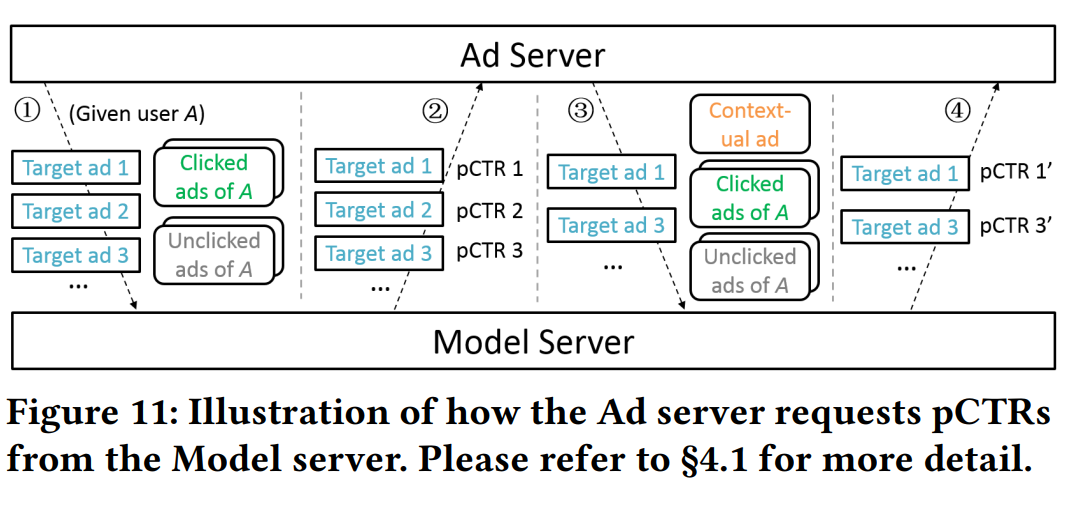 Ad Server
①
(Given user A)
Target ad 1
Target ad 2
Target ad 3
...
Clicked
ads of A
Unclicked
ads of A
②
Target ad 1
pCTR 1
Target ad 2
pCTR 2
Target ad 3
pCTR 3
...
③
Target ad 1
Target ad 3
...
Context-
ual ad
Clicked
ads of A
Unclicked
ads of A
④
Target ad 1
pCTR 1′
Target ad 3
pCTR 3′
...
Model Server
Figure 11: Illustration of how the Ad server requests pCTRs
from the Model server. Please refer to §4.1 for more detail.